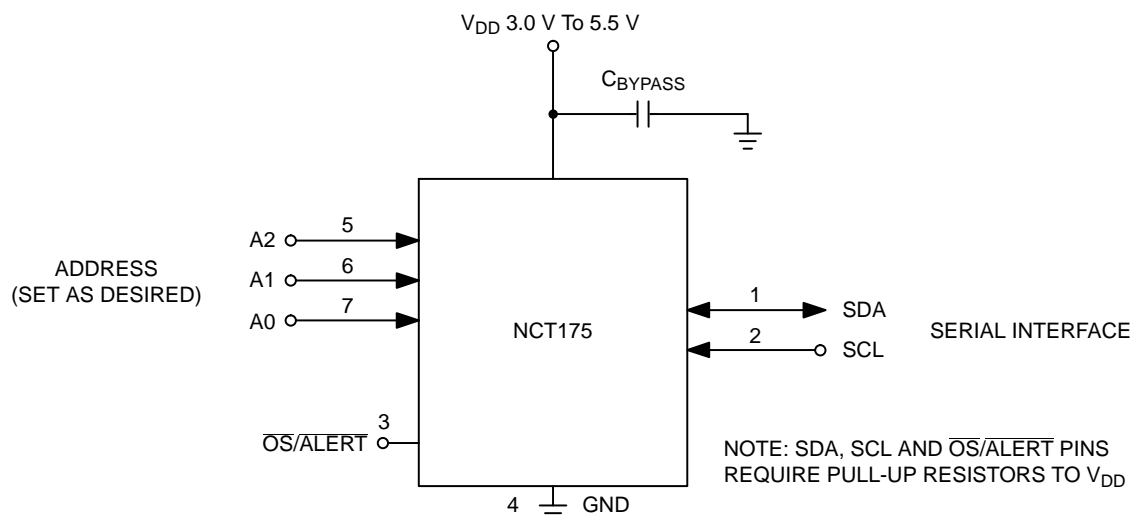 VDD 3.0 V To 5.5 V
CBYPASS
A2 5
ADDRESS
(SET AS DESIRED)
A1 6
A0 7
NCT175
1 SDA
2 SCL
SERIAL INTERFACE
OS/ALERT 3
NOTE: SDA, SCL AND OS/ALERT PINS
REQUIRE PULL-UP RESISTORS TO VDD
4 GND